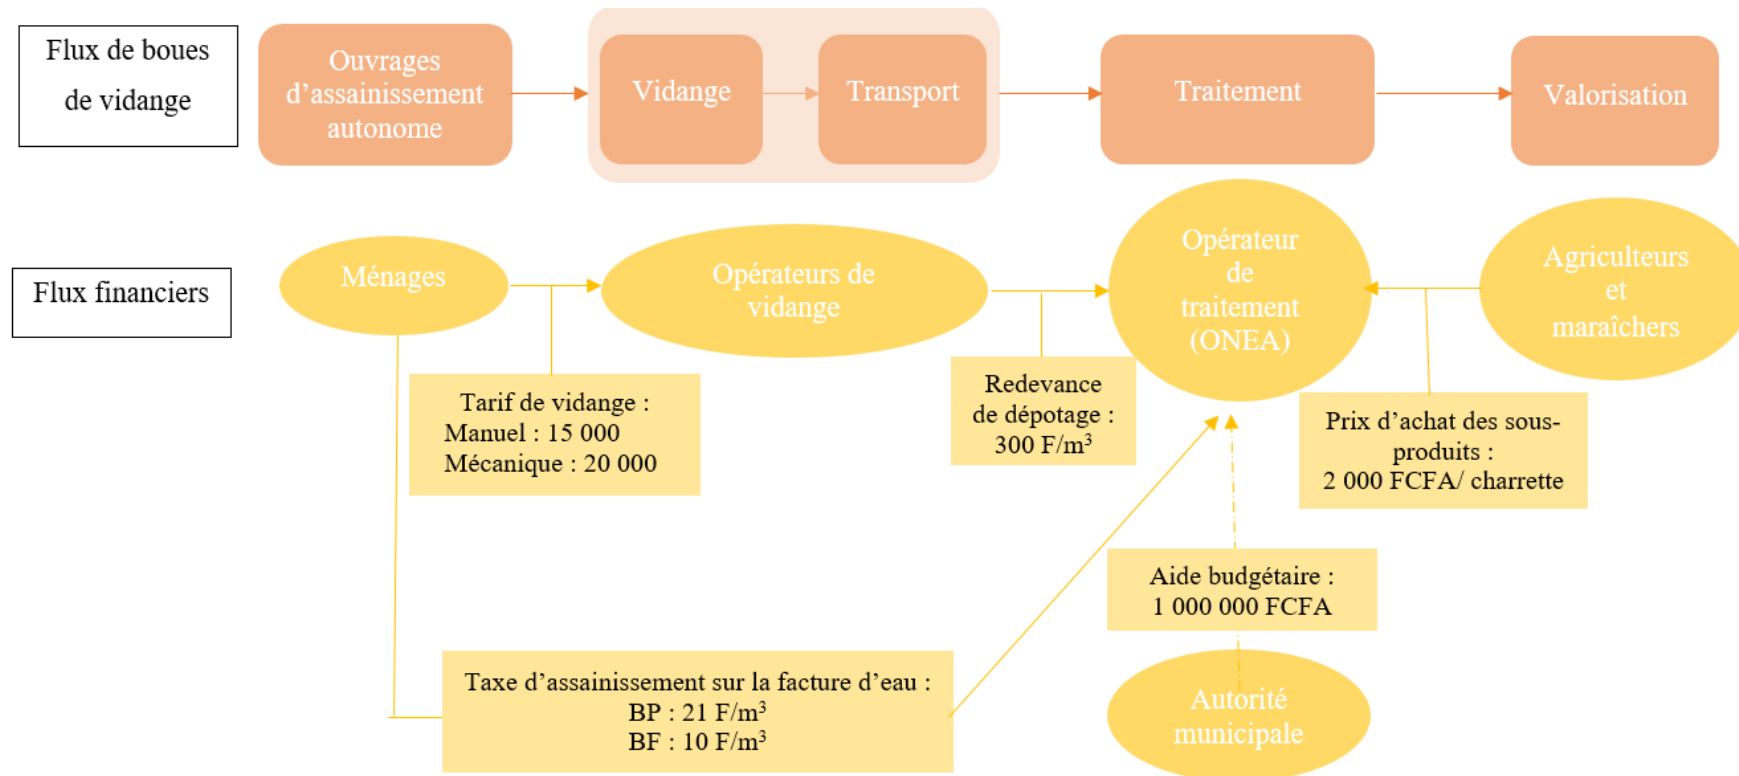 Flux de boues
de vidange
Ouvrages
d’assainissement
autonome
Vidange
Transport
Traitement
Valorisation
Flux financiers
Ménages
Opérateurs de
vidange
Opérateur
de
traitement
(ONEA)
Agriculteurs
et
maraîchers
Tarif de vidange :
Manuel : 15 000
Mécanique : 20 000
Redevance
de dépotage :
300 F/m³
Prix d’achat des sous-
produits :
2 000 FCFA/ charrette
Aide budgétaire :
1 000 000 FCFA
Taxe d’assainissement sur la facture d’eau :
BP : 21 F/m³
BF : 10 F/m³
Autorité
municipale